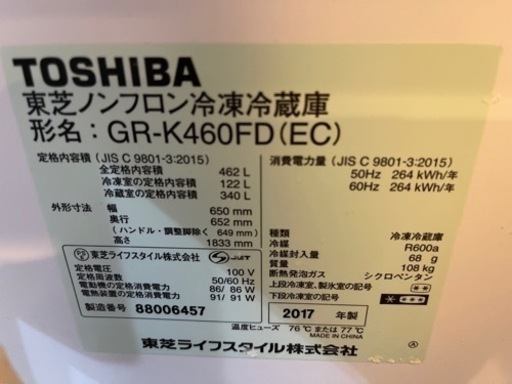 TOSHIBA
東芝ノンフロン冷凍冷蔵庫
形名：GR-K460FD(EC)
定格内容積（JIS C 9801-3:2015）
全定格内容積 462 L
冷凍室の定格内容積 122 L
冷蔵室の定格内容積 340 L
外形寸法 幅 650 mm
奥行 652 mm
（ハンドル・調整脚除く 649 mm）
高さ 1833 mm
東芝ライフスタイル株式会社
定格電圧 100 V
定格周波数 50/60 Hz
電動機の定格消費電力 86/ 86 W
電熱装置の定格消費電力 91/ 91 W
製造番号 88006457
消費電力量（JIS C 9801-3:2015）
50Hz 264 kWh/年
60Hz 264 kWh/年
種類 冷凍冷蔵庫
冷媒 R600a
冷媒封入量 68 g
質量 108 kg
断熱発泡ガス シクロペンタン
上段冷凍室､製氷室の記号
下段冷凍室の記号
2017 年製
温度ヒューズ 76℃ または 77℃
MADE IN CHINA
東芝ライフスタイル株式会社